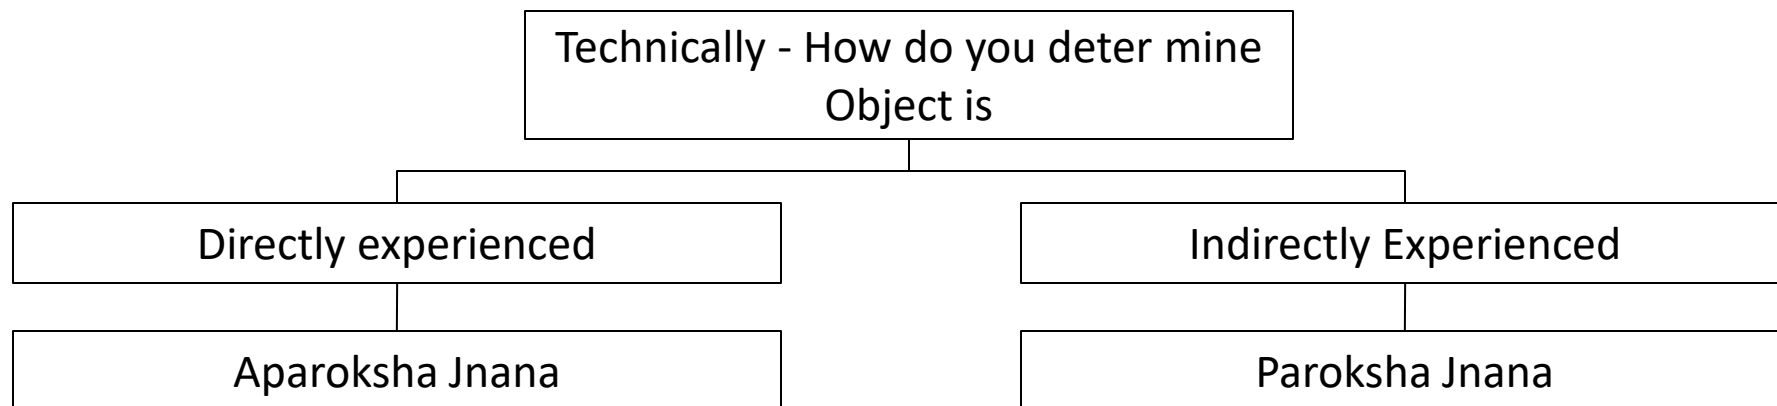 Technically - How do you deter mine
Object is
Directly experienced
Indirectly Experienced
Aparoksha Jnana
Paroksha Jnana